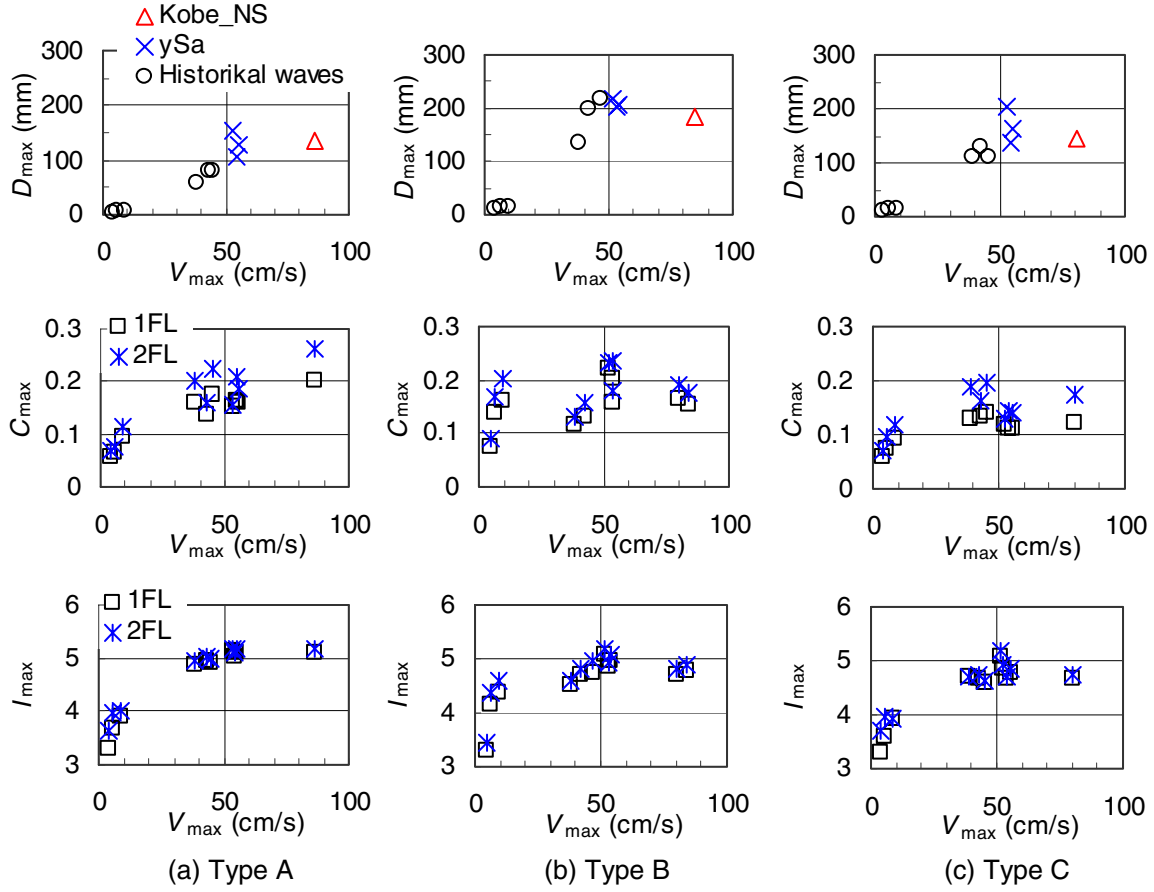 Kobe_NS
ySa
Historikal waves
300
200
100
0
Dmax (mm)
0 50 100
Vmax (cm/s)
300
200
100
0
Dmax (mm)
0 50 100
Vmax (cm/s)
300
200
100
0
Dmax (mm)
0 50 100
Vmax (cm/s)
1FL
2FL
0.3
0.2
0.1
0
Cmax
0 50 100
Vmax (cm/s)
0.3
0.2
0.1
0
Cmax
0 50 100
Vmax (cm/s)
0.3
0.2
0.1
0
Cmax
0 50 100
Vmax (cm/s)
1FL
2FL
6
5
4
3
Imax
0 50 100
Vmax (cm/s)
6
5
4
3
Imax
0 50 100
Vmax (cm/s)
6
5
4
3
Imax
0 50 100
Vmax (cm/s)
(a) Type A
(b) Type B
(c) Type C